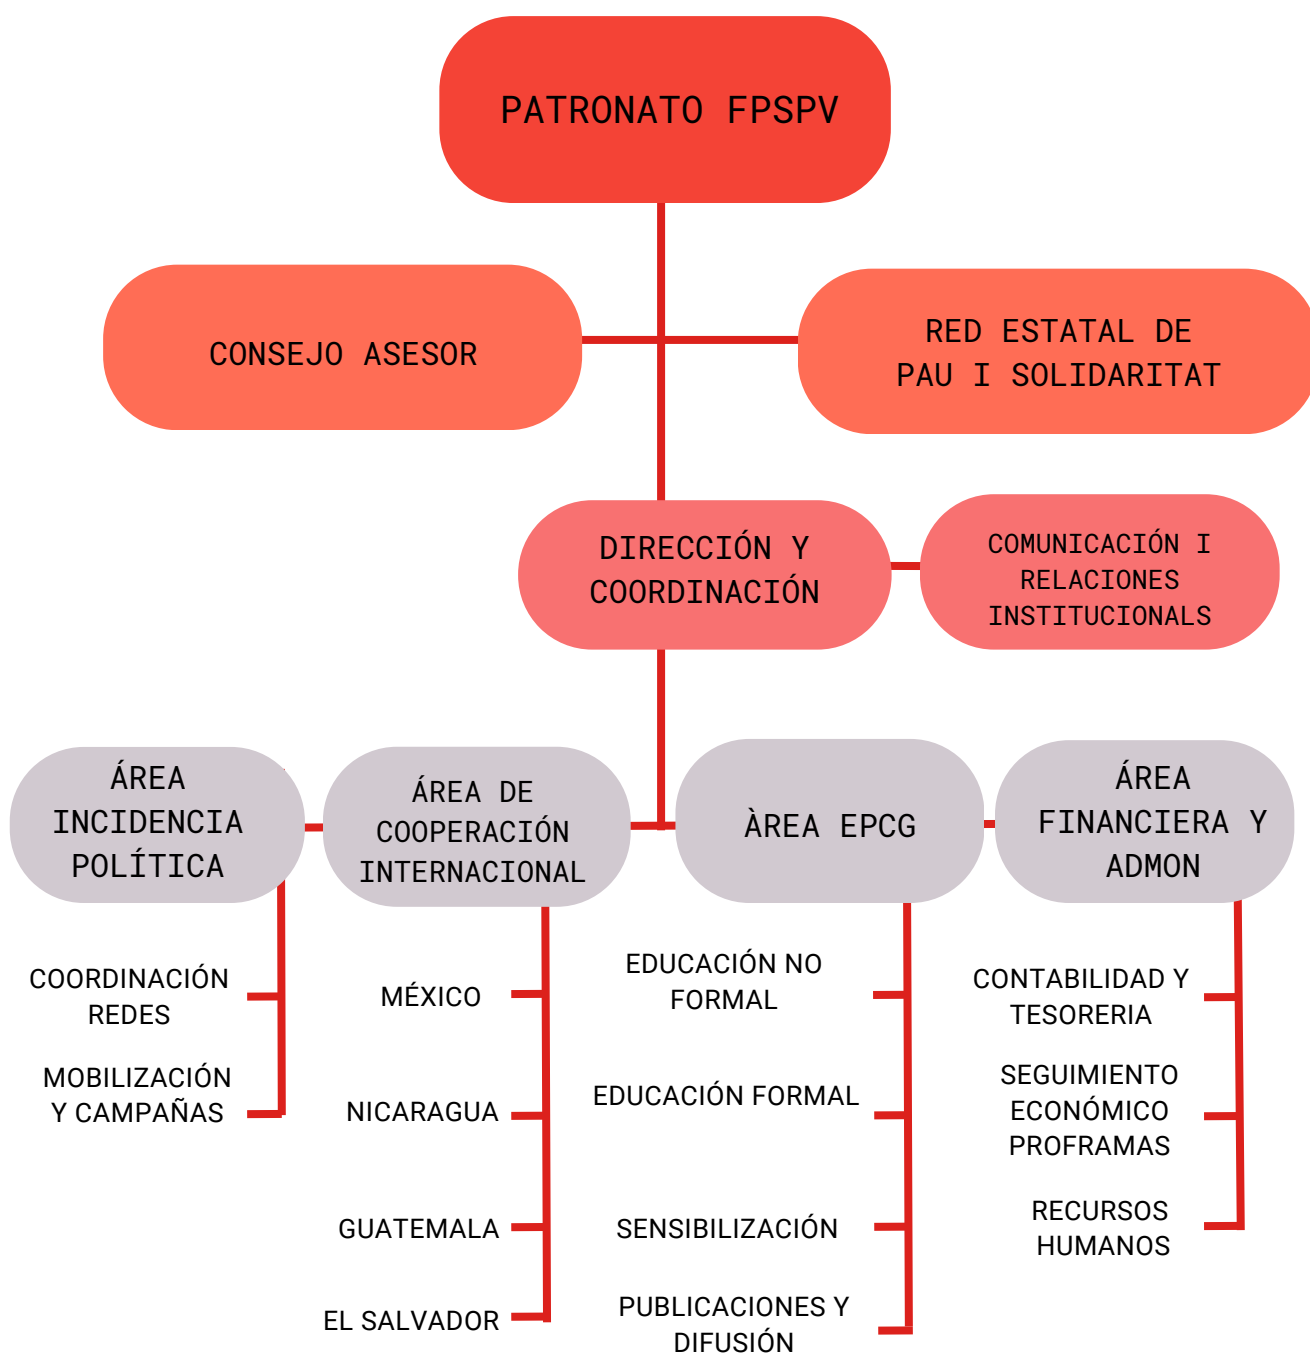 PATRONATO FPSPV
CONSEJO ASESOR
RED ESTATAL DE
PAU I SOLIDARITAT
DIRECCIÓN Y
COORDINACIÓN
COMUNICACIÓN I
RELACIONES
INSTITUCIONALS
ÁREA
INCIDENCIA
POLÍTICA
ÁREA DE
COOPERACIÓN
INTERNACIONAL
ÀREA EPCG
ÁREA
FINANCIERA Y
ADMON
COORDINACIÓN
REDES
MOBILIZACIÓN
Y CAMPAÑAS
MÉXICO
NICARAGUA
GUATEMALA
EL SALVADOR
EDUCACIÓN NO
FORMAL
EDUCACIÓN FORMAL
SENSIBILIZACIÓN
PUBLICACIONES Y
DIFUSIÓN
CONTABILIDAD Y
TESORERIA
SEGUIMIENTO
ECONÓMICO
PROFRAMAS
RECURSOS
HUMANOS